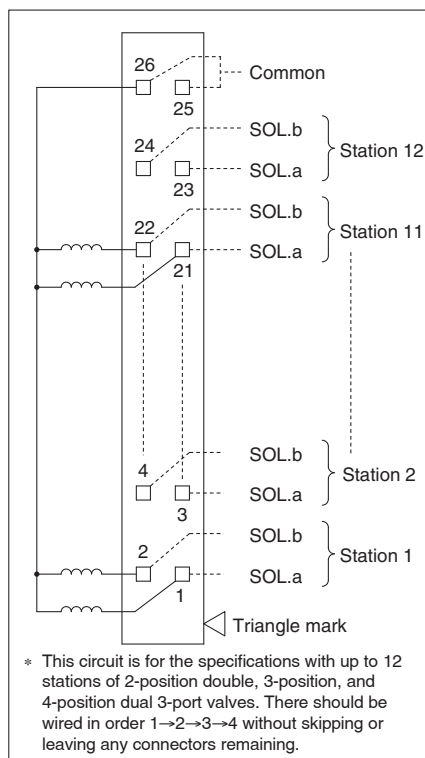 26
Common
25
24
SOL.b
Station 12
SOL.a
23
22
SOL.b
Station 11
SOL.a
21
4
SOL.b
Station 2
SOL.a
3
2
SOL.b
Station 1
SOL.a
1
Triangle mark
* This circuit is for the specifications with up to 12
stations of 2-position double, 3-position, and
4-position dual 3-port valves. There should be
wired in order 1→2→3→4 without skipping or
leaving any connectors remaining.